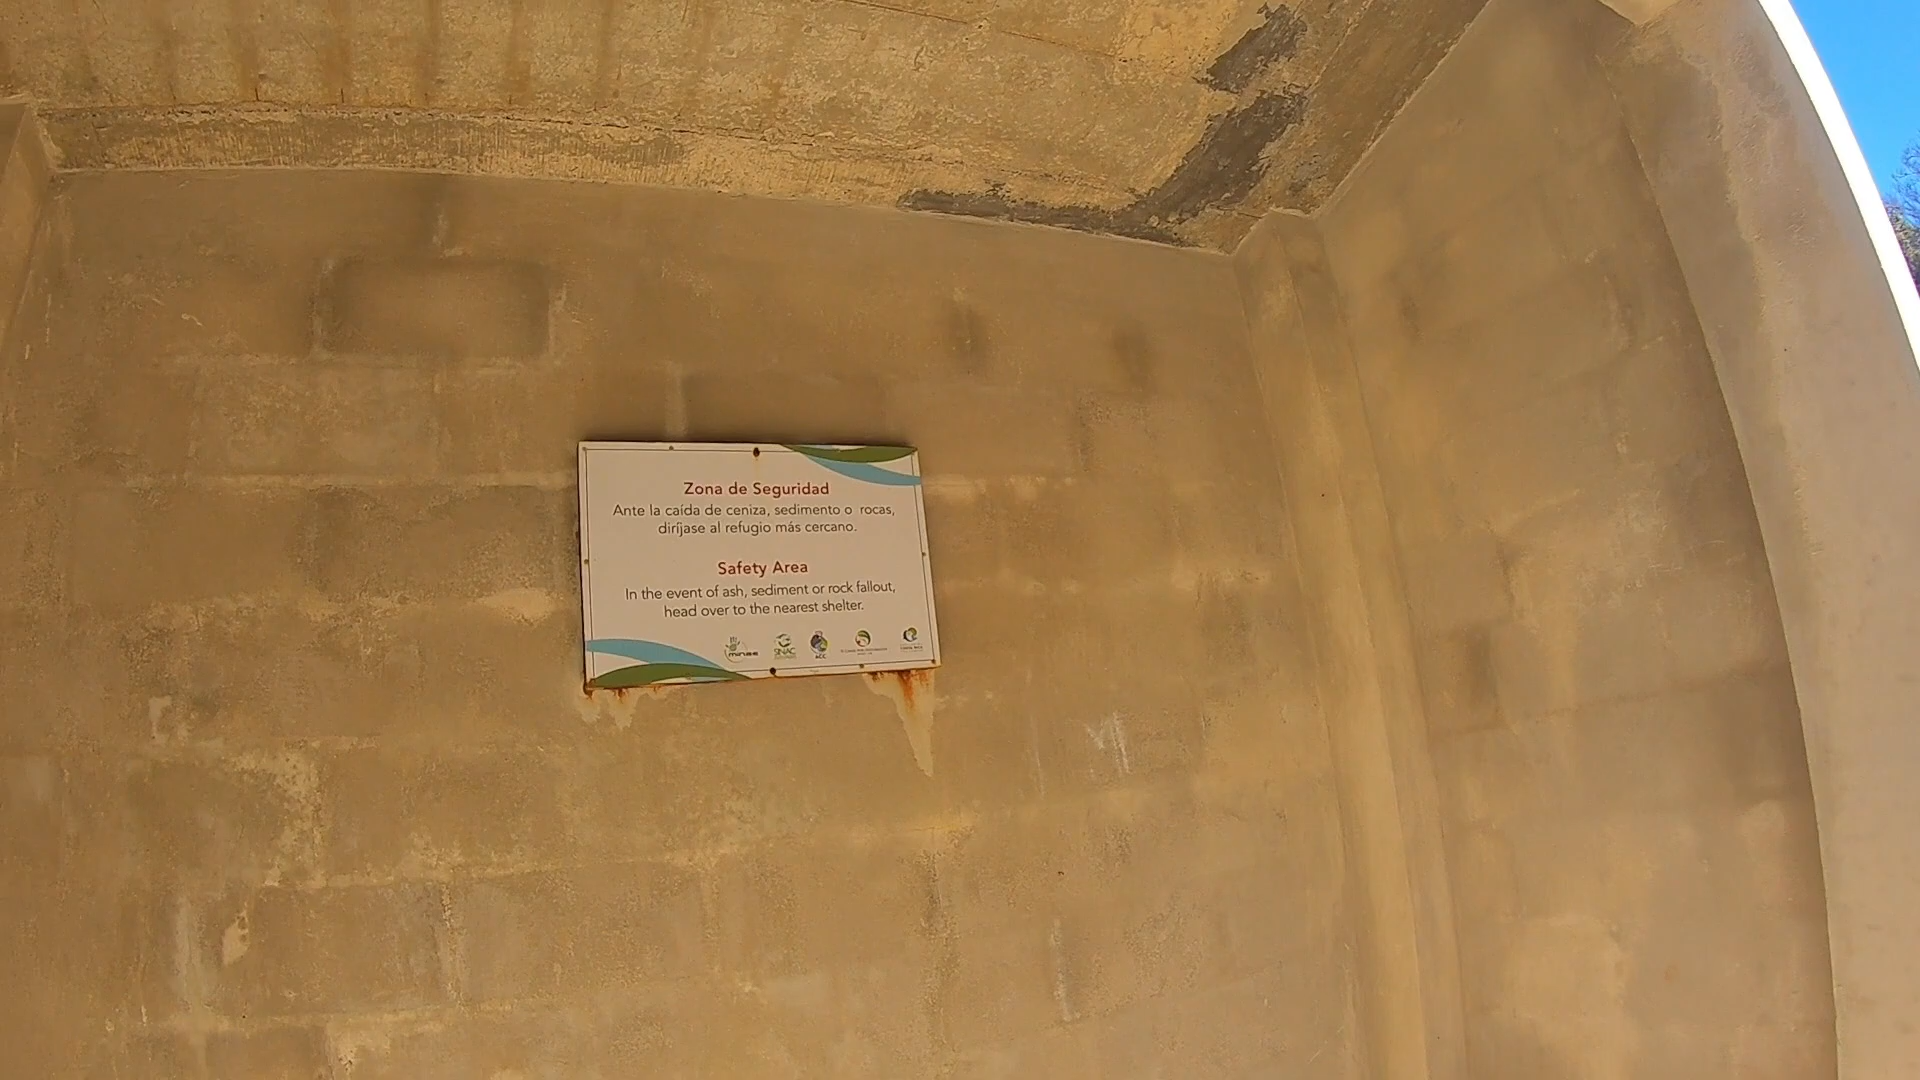 Zona de Seguridad
Ante la caída de ceniza, sedimento o rocas,
diríjase al refugio más cercano.
Safety Area
In the event of ash, sediment or rock fallout,
head over to the nearest shelter.
minae SINAC ACC